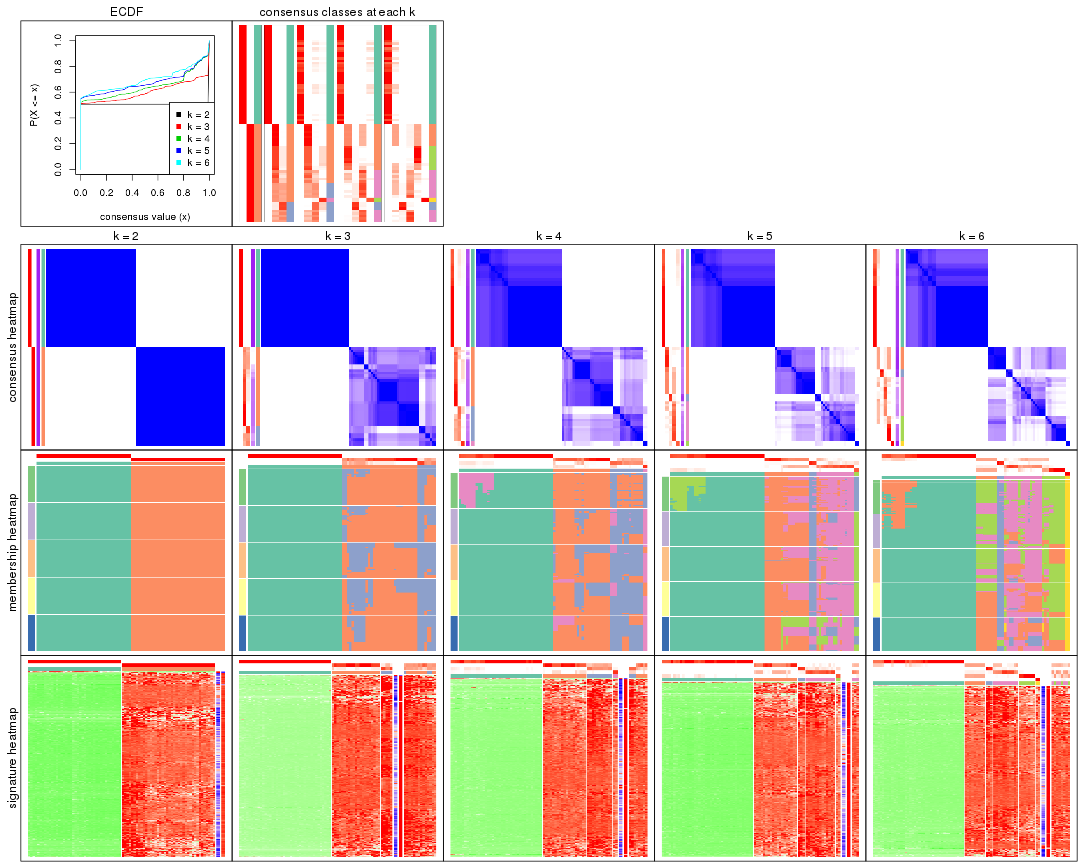 ECDF
consensus classes at each k
P(X <= x)
0.0
0.2
0.4
0.6
0.8
1.0
k = 2
k = 3
k = 4
k = 5
k = 6
0.0 0.2 0.4 0.6 0.8 1.0
consensus value (x)
k = 2
k = 3
k = 4
k = 5
k = 6
consensus heatmap
membership heatmap
signature heatmap